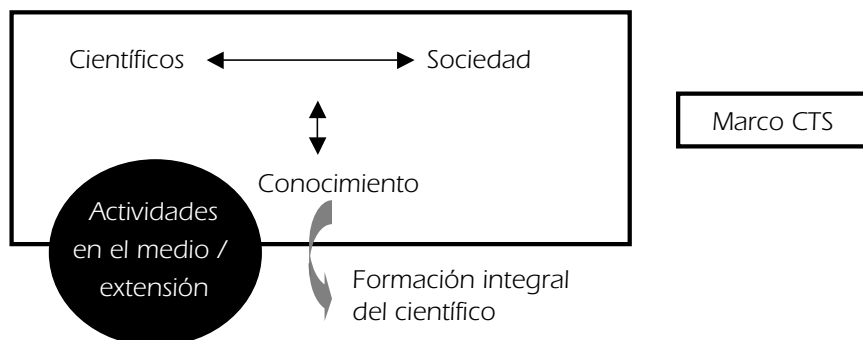 Científicos
Sociedad
Marco CTS
Conocimiento
Actividades
en el medio /
extensión
Formación integral
del científico